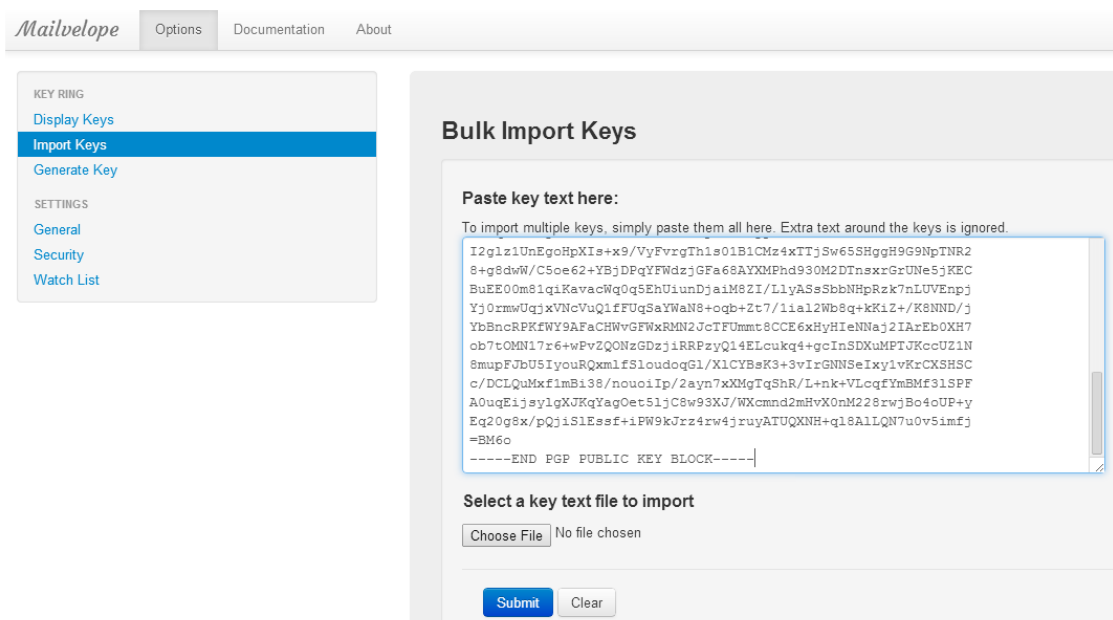 Mailvelope
Options
Documentation
About
KEY RING
Display Keys
Import Keys
Generate Key
SETTINGS
General
Security
Watch List
Bulk Import Keys
Paste key text here:
To import multiple keys, simply paste them all here. Extra text around the keys is ignored.
I2glz1UnEgoHpXIs+x9/VyFvrgTh1s01B1CMz4xTTjSw65SHggH9G9NpTNR2
8+g8dwW/C5oe62+YBjDPqYFWdzjGFa68AYXMPhd930M2DTnsxrGrUNe5jKEC
BuEE00m81qiKavacWq0q5EhUiunDjaiM8ZI/LlyASsSbbNHpRzk7nLUVEnpj
Yj0rmwUqjxVNcVuQ1fFUqSaYWaN8+oqb+Zt7/1ial2Wb8q+kKiZ+/K8NND/j
YbBncRPKfWY9AFaCHWvGFWxRMN2JcTFUmmt8CCE6xHyHIeNNaj2IArEb0XH7
ob7tOMN17r6+wPvZQONzGDzjiRRPzyQ14ELcukq4+gcInSDXuMPTJKccUZ1N
8mupFJbU5IyouRQxmlfSloudoqGl/XlCYBsK3+3vIrGNNSeIxy1vKrCXSHSC
c/DCLQuMxf1mBi38/nouoiIp/2ayn7xXMgTqShR/L+nk+VLcqfYmBMf3lSPF
A0uqEijsylgXJKqYagOet5ljC8w93XJ/WXcmnd2mHvX0nM228rwjBo4oUP+y
Eq20g8x/pQjiSlEssf+iPW9kJrz4rw4jruyATUQXNH+ql8AlLQN7u0v5imfj
=BM6o
-----END PGP PUBLIC KEY BLOCK-----
Select a key text file to import
Choose File No file chosen
Submit
Clear